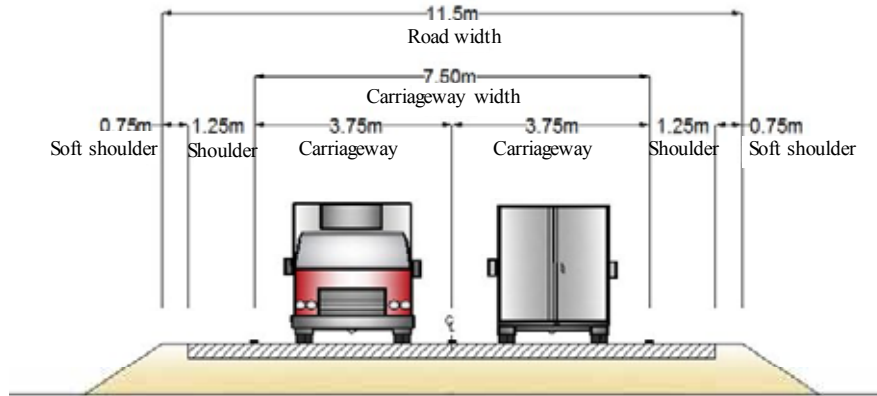 11.5m
Road width
7.50m
Carriageway width
0.75m 1.25m 3.75m 3.75m 1.25m 0.75m
Soft shoulder Shoulder Carriageway Carriageway Shoulder Soft shoulder
℄